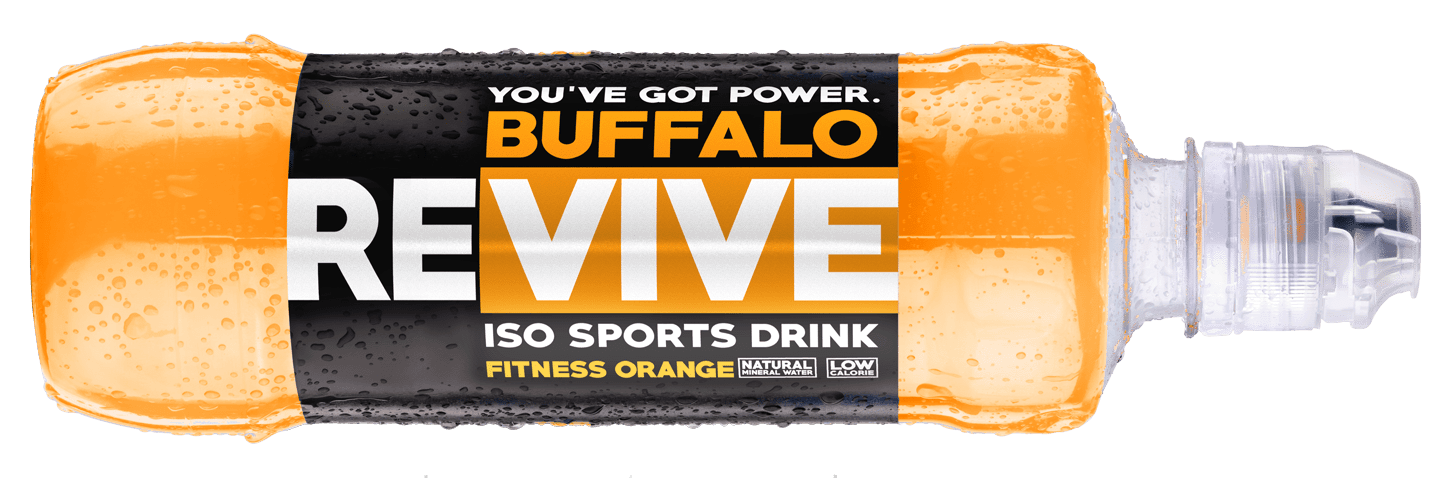 YOU'VE GOT POWER.
BUFFALO
REVIVE
ISO SPORTS DRINK
FITNESS ORANGE NATURAL MINERAL WATER LOW CALORIE